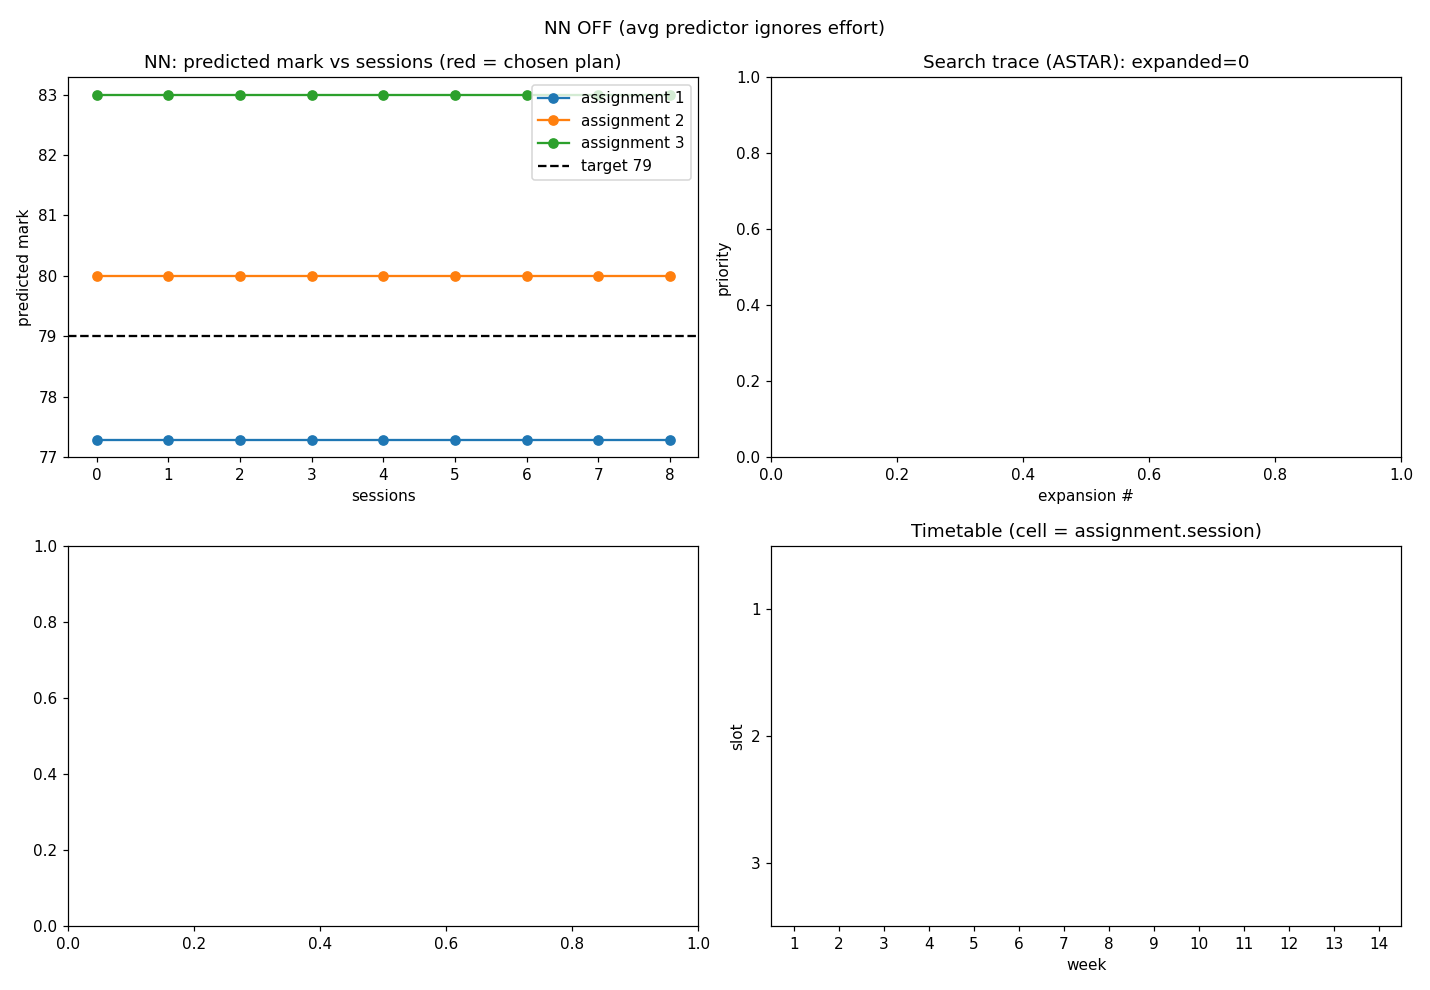 NN OFF (avg predictor ignores effort)
NN: predicted mark vs sessions (red = chosen plan)
83
82
81
80
79
78
77
predicted mark
assignment 1
assignment 2
assignment 3
target 79
0 1 2 3 4 5 6 7 8
sessions
Search trace (ASTAR): expanded=0
1.0
0.8
0.6
0.4
0.2
0.0
priority
0.0 0.2 0.4 0.6 0.8 1.0
expansion #
1.0
0.8
0.6
0.4
0.2
0.0
0.0 0.2 0.4 0.6 0.8 1.0
Timetable (cell = assignment.session)
1
2
3
slot
1 2 3 4 5 6 7 8 9 10 11 12 13 14
week